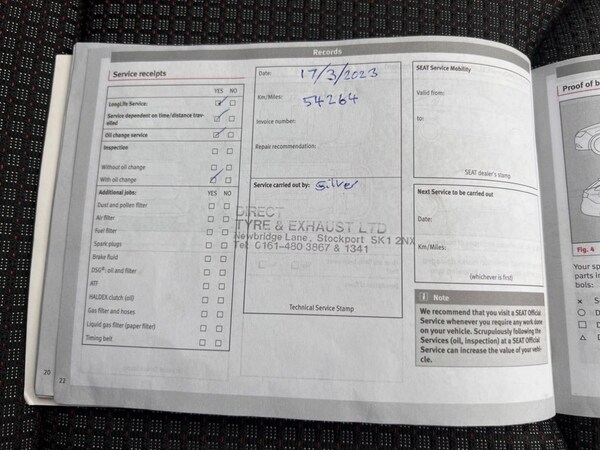 Records
Service receipts
YES NO
LongLife Service:
Service dependent on time/distance trav-
elled
Oil change service
Inspection
Without oil change
With oil change
Additional jobs: YES NO
Dust and pollen filter
Air filter
Fuel filter
Spark plugs
Brake fluid
DSG®: oil and filter
ATF
HALDEX clutch (oil)
Gas filter and hoses
Liquid gas filter (paper filter)
Timing belt
Date: 17/3/2023
Km/Miles: 54264
Invoice number:
Repair recommendation:
Service carried out by: Silver
DIRECT
TYRE & EXHAUST LTD
Newbridge Lane, Stockport SK1 2NX
Tel: 0161-480 3867 & 1341
Technical Service Stamp
SEAT Service Mobility
Valid from:
to:
SEAT dealer's stamp
Next Service to be carried out
Date:
Km/Miles:
(whichever is first)
i Note
We recommend that you visit a SEAT Official
Service whenever you require any work done
on your vehicle. Scrupulously following the
Services (oil, inspection) at a SEAT Official
Service can increase the value of your vehi-
cle.
20
22
Proof of b
Fig. 4
Your sp
parts i
bols:
× S
O D
□ D
△ D